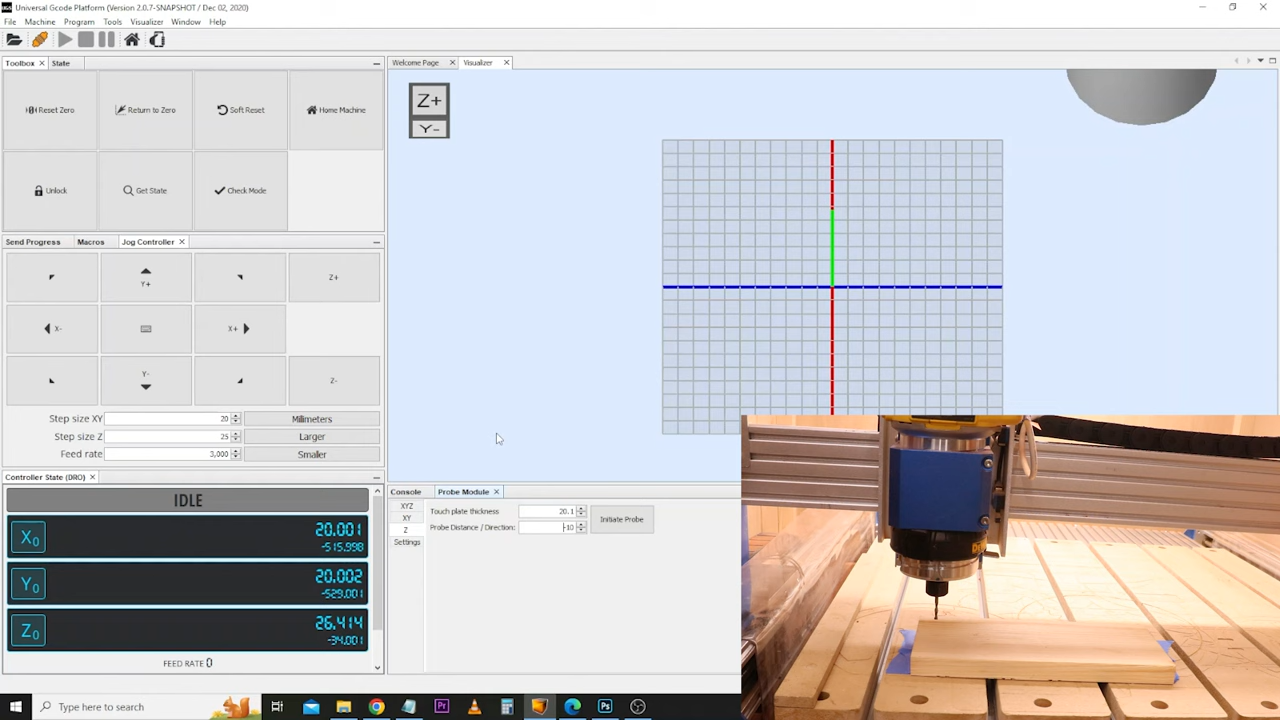 UGS Universal Gcode Platform (Version 2.0.7-SNAPSHOT / Dec 02, 2020)
File Machine Program Tools Visualizer Window Help
Toolbox State
Welcome Page Visualizer
Reset Zero Return to Zero Soft Reset Home Machine
Unlock Get State Check Mode
Z+
Y-
Send Progress Macros Jog Controller
Y+ Z+
X- X+
Y- Z-
Step size XY 20 Milimeters
Step size Z 25 Larger
Feed rate 3,000 Smaller
Controller State (DRO)
IDLE
X0 20.001
-515.998
Y0 20.002
-529.001
Z0 26.414
-34.001
FEED RATE 0
Console Probe Module
XYZ
XY
Z
Settings
Touch plate thickness 20.1
Probe Distance / Direction: -10
Initiate Probe
Type here to search
Pr
Ps